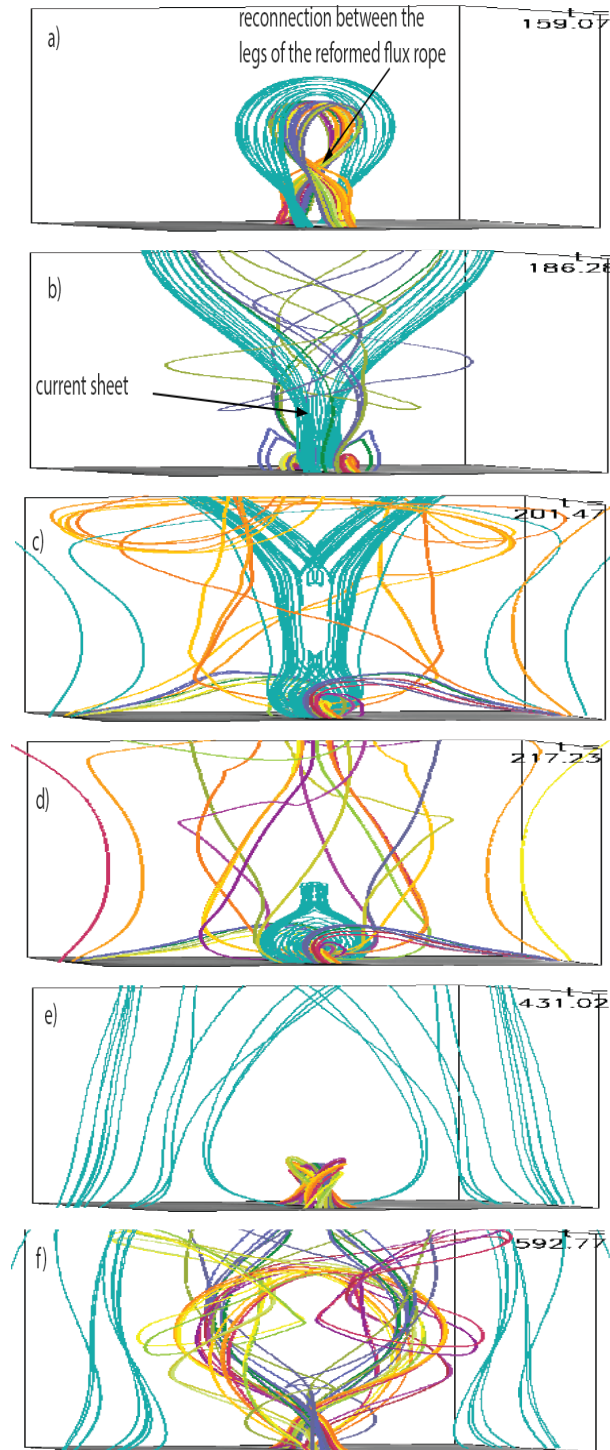 reconnection between the
legs of the reformed flux rope
a)
t =
159.07
b)
t =
186.28
current sheet
c)
t =
201.47
d)
t =
217.23
e)
t =
431.02
f)
t =
592.77